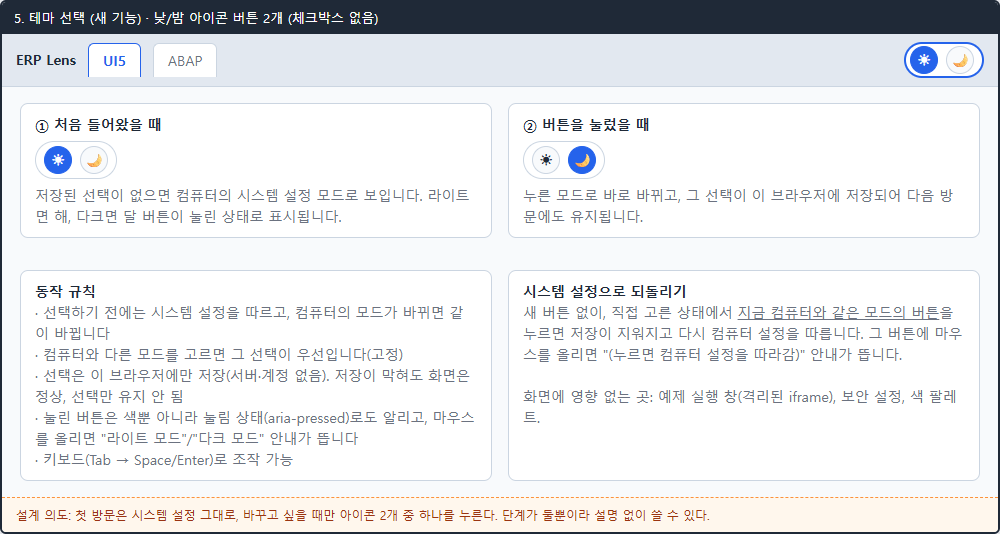 5. 테마 선택 (새 기능) · 낮/밤 아이콘 버튼 2개 (체크박스 없음)
ERP Lens UI5 ABAP
① 처음 들어왔을 때
저장된 선택이 없으면 컴퓨터의 시스템 설정 모드로 보입니다. 라이트
면 해, 다크면 달 버튼이 눌린 상태로 표시됩니다.
② 버튼을 눌렀을 때
누른 모드로 바로 바뀌고, 그 선택이 이 브라우저에 저장되어 다음 방
문에도 유지됩니다.
동작 규칙
· 선택하기 전에는 시스템 설정을 따르고, 컴퓨터의 모드가 바뀌면 같
이 바뀝니다
· 컴퓨터와 다른 모드를 고르면 그 선택이 우선입니다(고정)
· 선택은 이 브라우저에만 저장(서버·계정 없음). 저장이 막혀도 화면은
정상, 선택만 유지 안 됨
· 눌린 버튼은 색뿐 아니라 눌림 상태(aria-pressed)로도 알리고, 마우스
를 올리면 "라이트 모드"/"다크 모드" 안내가 뜹니다
· 키보드(Tab → Space/Enter)로 조작 가능
시스템 설정으로 되돌리기
새 버튼 없이, 직접 고른 상태에서 지금 컴퓨터와 같은 모드의 버튼을
누르면 저장이 지워지고 다시 컴퓨터 설정을 따릅니다. 그 버튼에 마우
스를 올리면 "(누르면 컴퓨터 설정을 따라감)" 안내가 뜹니다.
화면에 영향 없는 곳: 예제 실행 창(격리된 iframe), 보안 설정, 색 팔레
트.
설계 의도: 첫 방문은 시스템 설정 그대로, 바꾸고 싶을 때만 아이콘 2개 중 하나를 누른다. 단계가 둘뿐이라 설명 없이 쓸 수 있다.